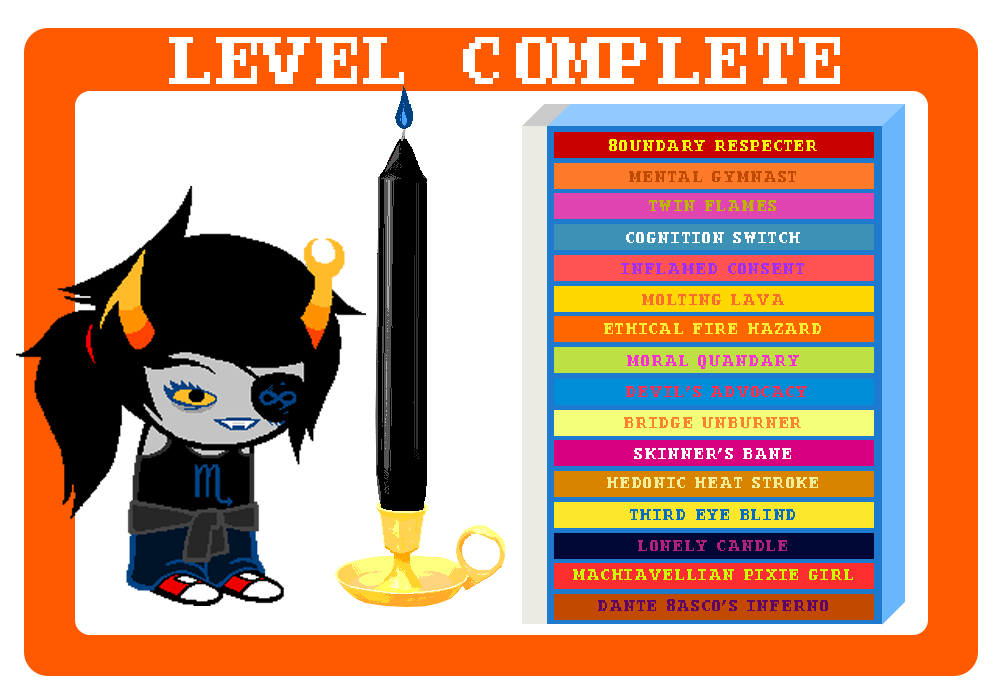 LEVEL COMPLETE
8OUNDARY RESPECTER
MENTAL GYMNAST
TWIN FLAMES
COGNITION SWITCH
INFLAMED CONSENT
MOLTING LAVA
ETHICAL FIRE HAZARD
MORAL QUANDARY
DEVIL'S ADVOCACY
BRIDGE UNBURNER
SKINNER'S BANE
HEDONIC HEAT STROKE
THIRD EYE BLIND
LONELY CANDLE
MACHIAVELLIAN PIXIE GIRL
DANTE 8ASCO'S INFERNO